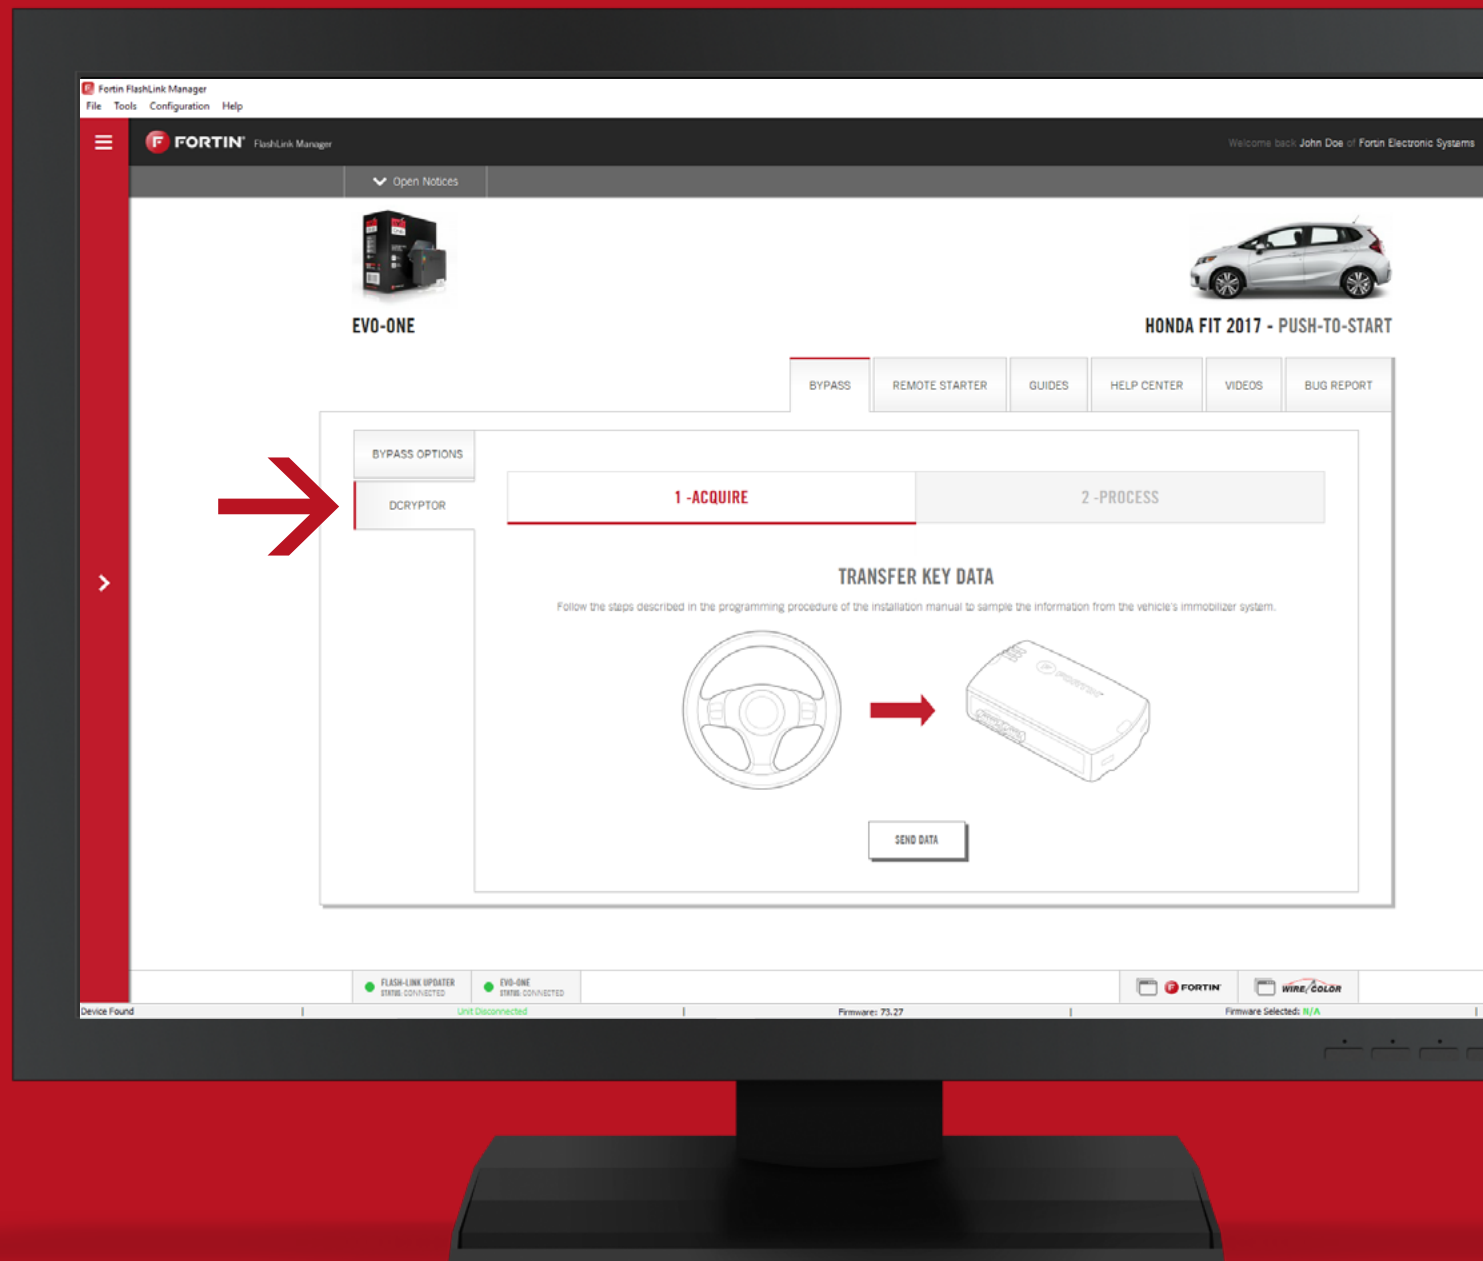 Fortin FlashLink Manager
File Tools Configuration Help
FORTIN FlashLink Manager
Welcome back John Doe of Fortin Electronic Systems
Open Notices
EVO-ONE
HONDA FIT 2017 - PUSH-TO-START
BYPASS REMOTE STARTER GUIDES HELP CENTER VIDEOS BUG REPORT
BYPASS OPTIONS
DCRYPTOR
1 -ACQUIRE
2 -PROCESS
TRANSFER KEY DATA
Follow the steps described in the programming procedure of the installation manual to sample the information from the vehicle's immobilizer system.
FORTIN
SEND DATA
FLASH-LINK UPDATER
STATUS: CONNECTED
EVO-ONE
STATUS: CONNECTED
FORTIN
WIRE/COLOR
Device Found
Unit Disconnected
Firmware: 73.27
Firmware Selected: N/A